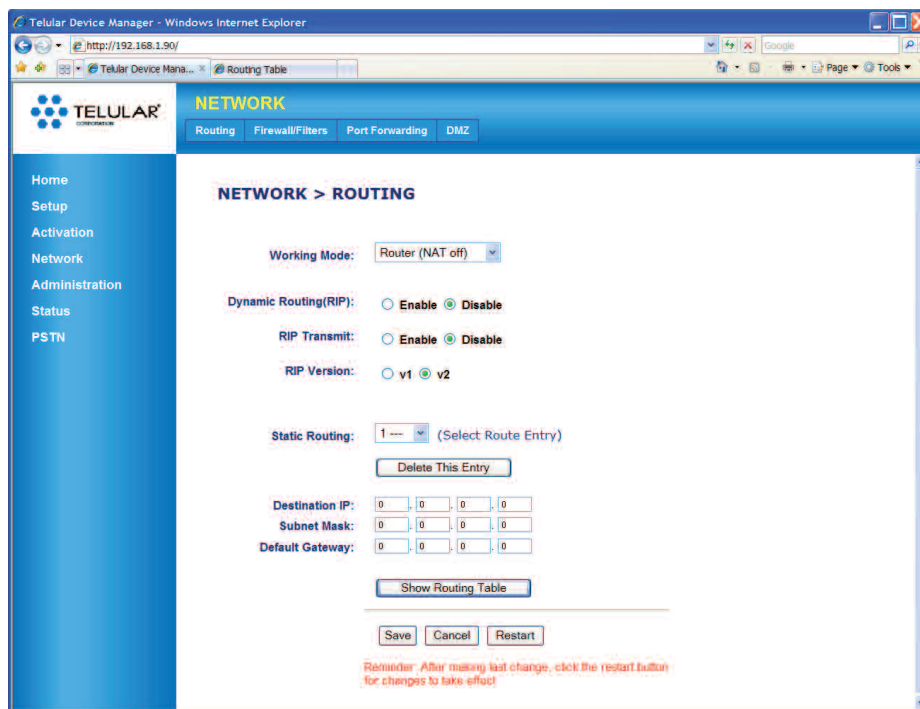 Telular Device Manager - Windows Internet Explorer
http://192.168.1.90/
Google
Telular Device Mana...
Routing Table
Page
Tools
TELULAR
CORPORATION
NETWORK
Routing Firewall/Filters Port Forwarding DMZ
Home
Setup
Activation
Network
Administration
Status
PSTN
NETWORK > ROUTING
Working Mode: Router (NAT off)
Dynamic Routing(RIP): Enable Disable
RIP Transmit: Enable Disable
RIP Version: v1 v2
Static Routing: 1 --- (Select Route Entry)
Delete This Entry
Destination IP: 0 . 0 . 0 . 0
Subnet Mask: 0 . 0 . 0 . 0
Default Gateway: 0 . 0 . 0 . 0
Show Routing Table
Save Cancel Restart
Reminder: After making last change, click the restart button
for changes to take effect